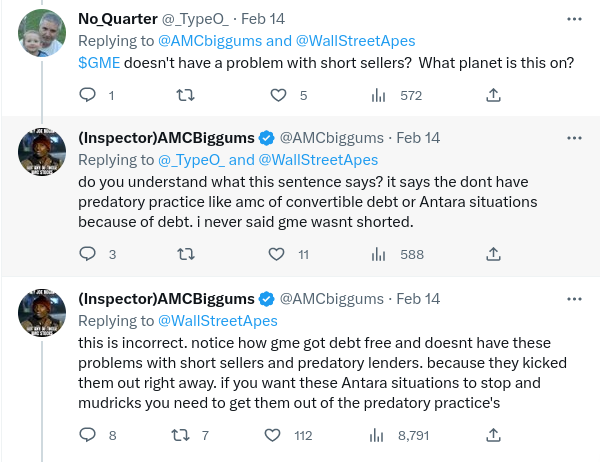 No_Quarter @_TypeO_ · Feb 14
Replying to @AMCbiggums and @WallStreetApes
$GME doesn't have a problem with short sellers? What planet is this on?
1 5 572
(Inspector)AMCBiggums @AMCbiggums · Feb 14
Replying to @_TypeO_ and @WallStreetApes
do you understand what this sentence says? it says the dont have
predatory practice like amc of convertible debt or Antara situations
because of debt. i never said gme wasnt shorted.
3 11 588
(Inspector)AMCBiggums @AMCbiggums · Feb 14
Replying to @WallStreetApes
this is incorrect. notice how gme got debt free and doesnt have these
problems with short sellers and predatory lenders. because they kicked
them out right away. if you want these Antara situations to stop and
mudricks you need to get them out of the predatory practice's
8 7 112 8,791